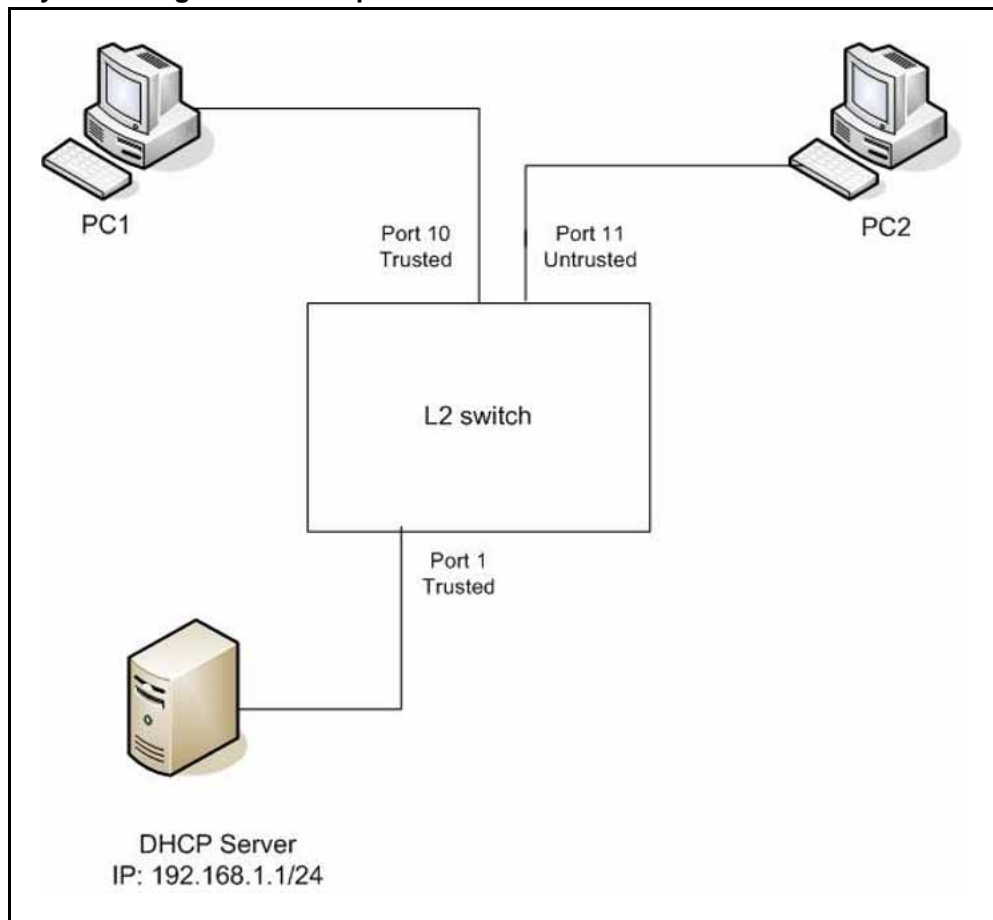 PC1
PC2
Port 10
Trusted
Port 11
Untrusted
L2 switch
Port 1
Trusted
DHCP Server
IP: 192.168.1.1/24